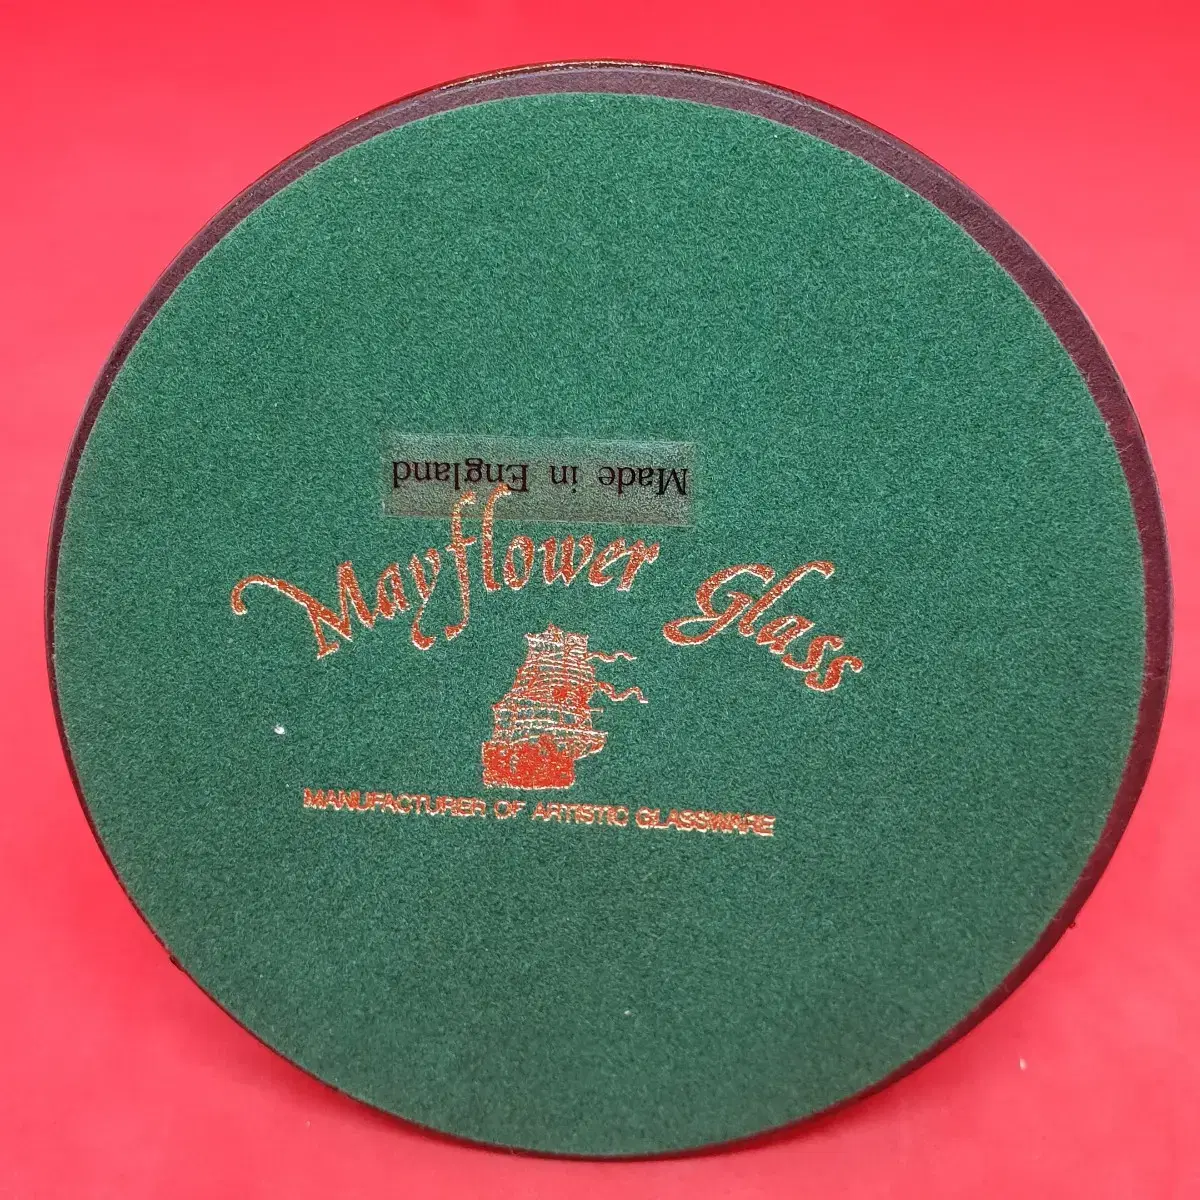 Made in England
Mayflower Glass
MANUFACTURER OF ARTISTIC GLASSWARE